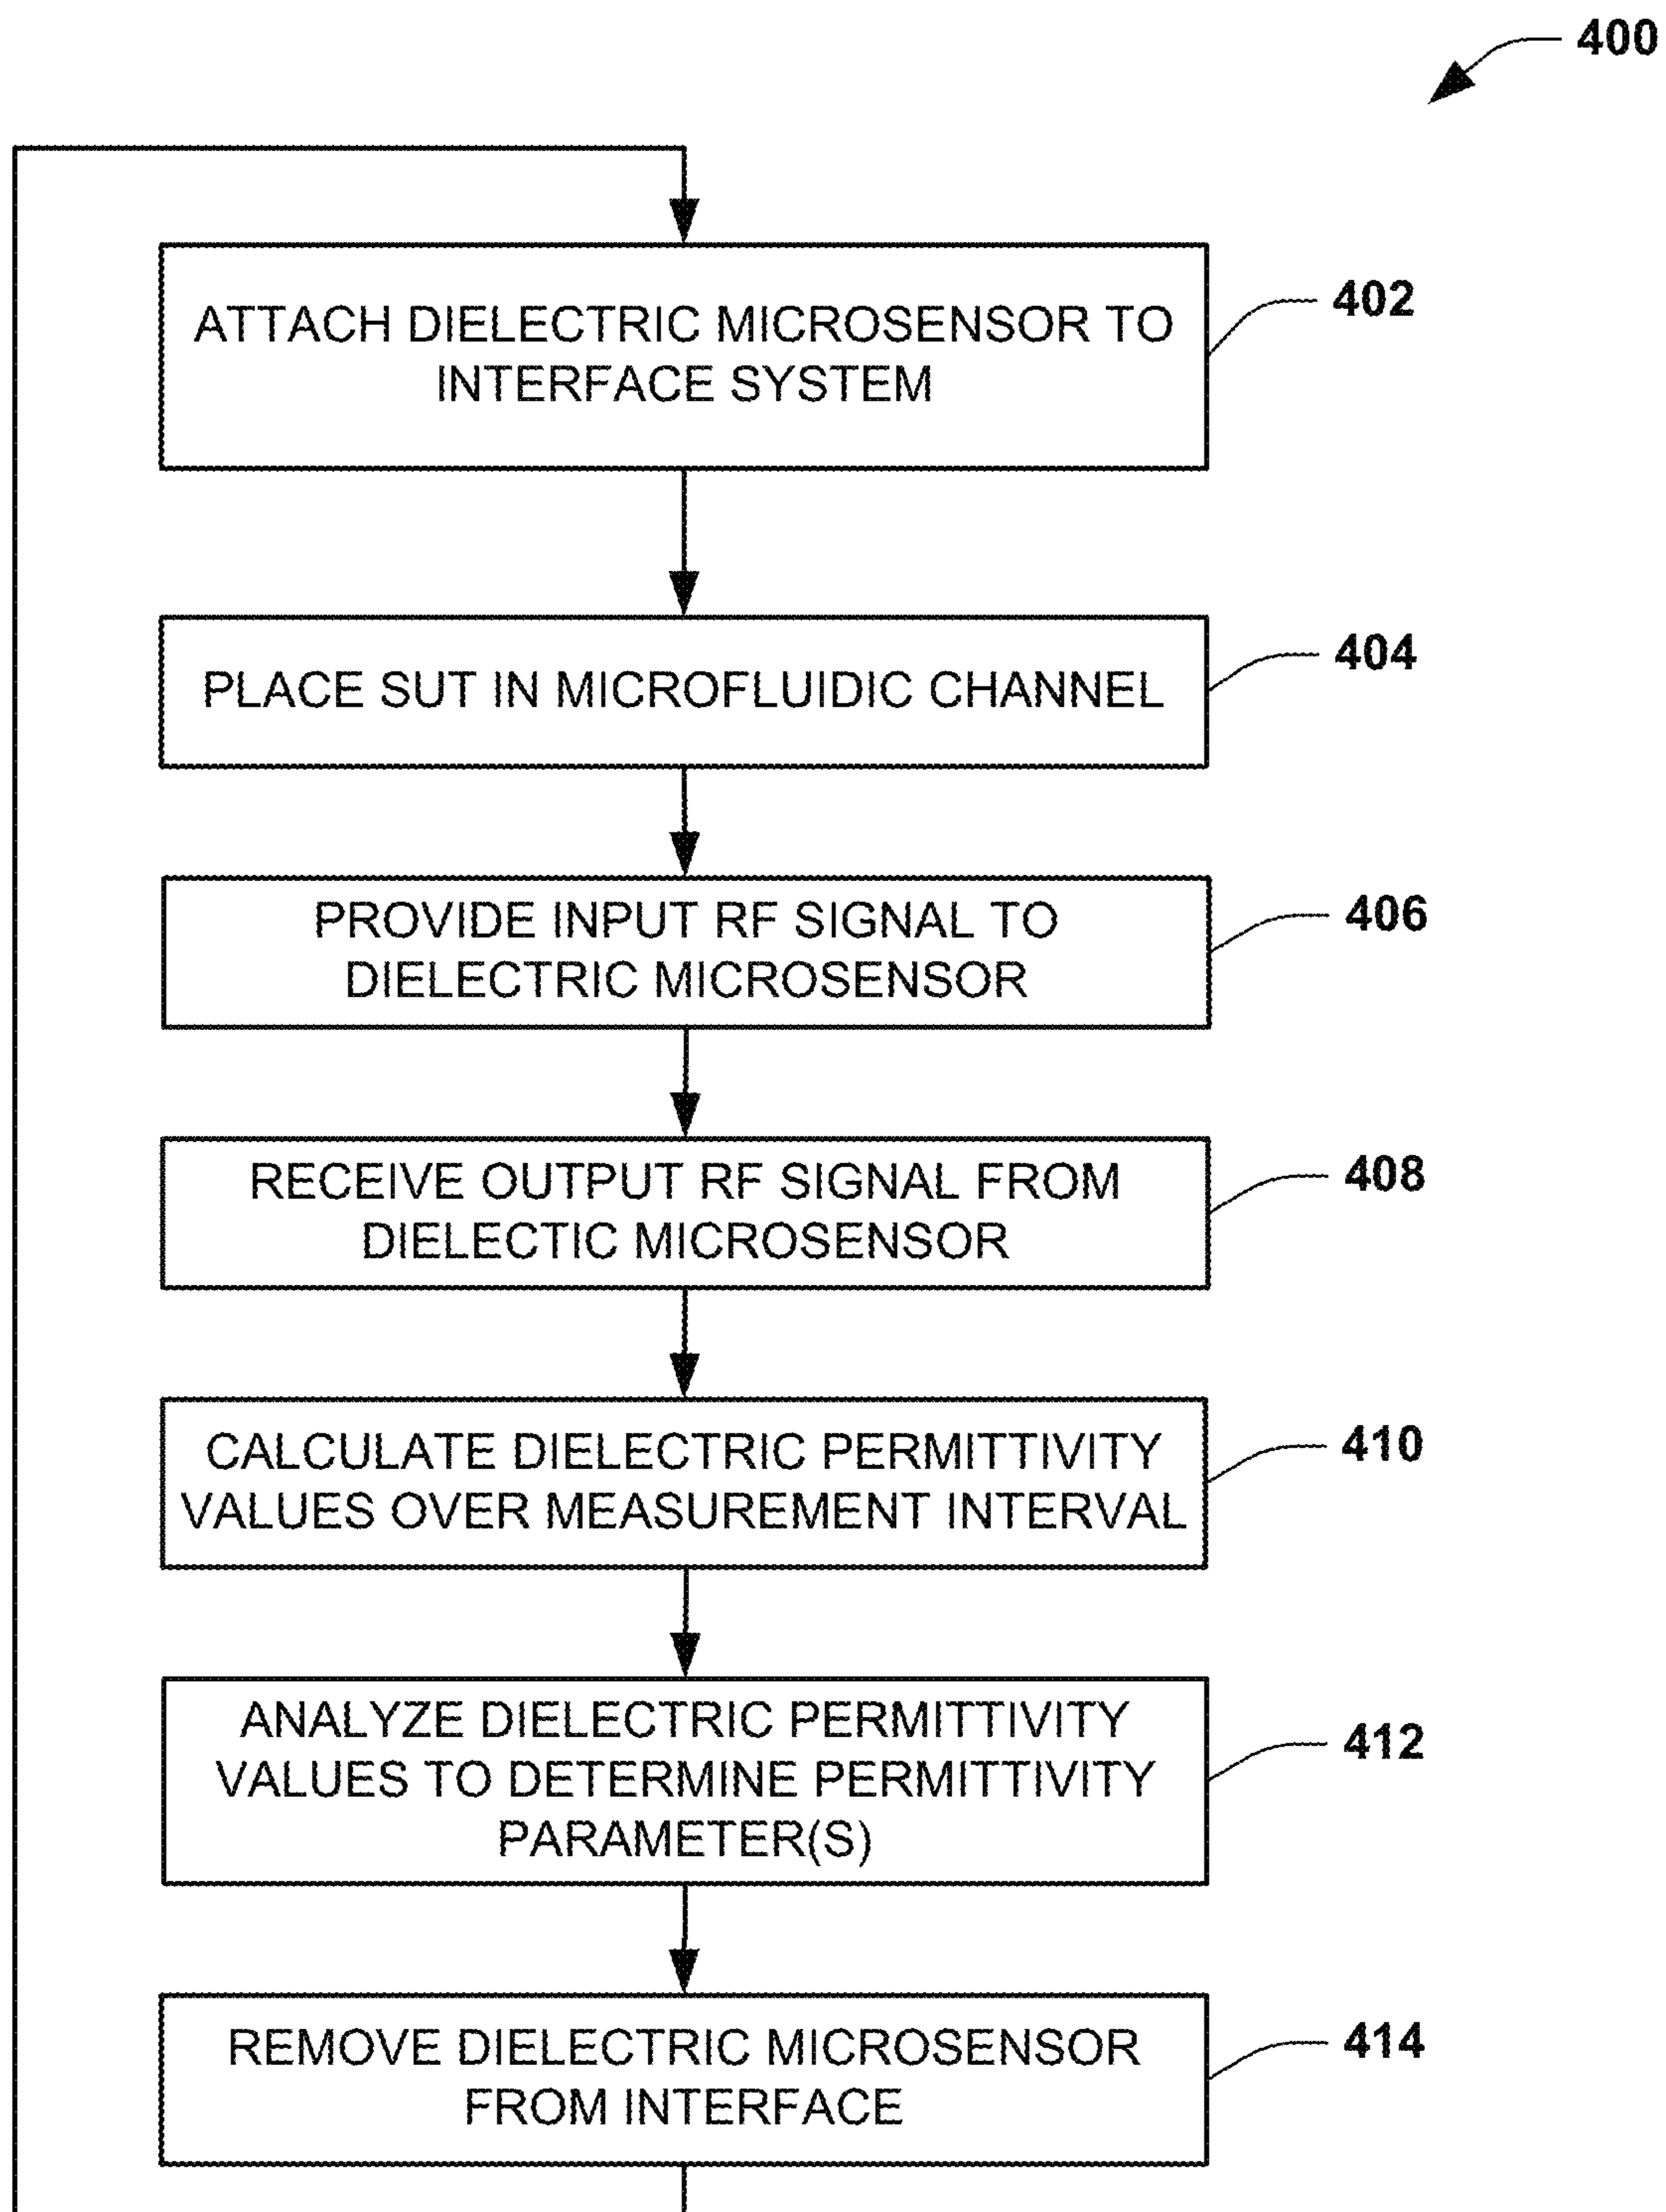 400
ATTACH DIELECTRIC MICROSENSOR TO
INTERFACE SYSTEM
402
PLACE SUT IN MICROFLUIDIC CHANNEL
404
PROVIDE INPUT RF SIGNAL TO
DIELECTRIC MICROSENSOR
406
RECEIVE OUTPUT RF SIGNAL FROM
DIELECTIC MICROSENSOR
408
CALCULATE DIELECTRIC PERMITTIVITY
VALUES OVER MEASUREMENT INTERVAL
410
ANALYZE DIELECTRIC PERMITTIVITY
VALUES TO DETERMINE PERMITTIVITY
PARAMETER(S)
412
REMOVE DIELECTRIC MICROSENSOR
FROM INTERFACE
414